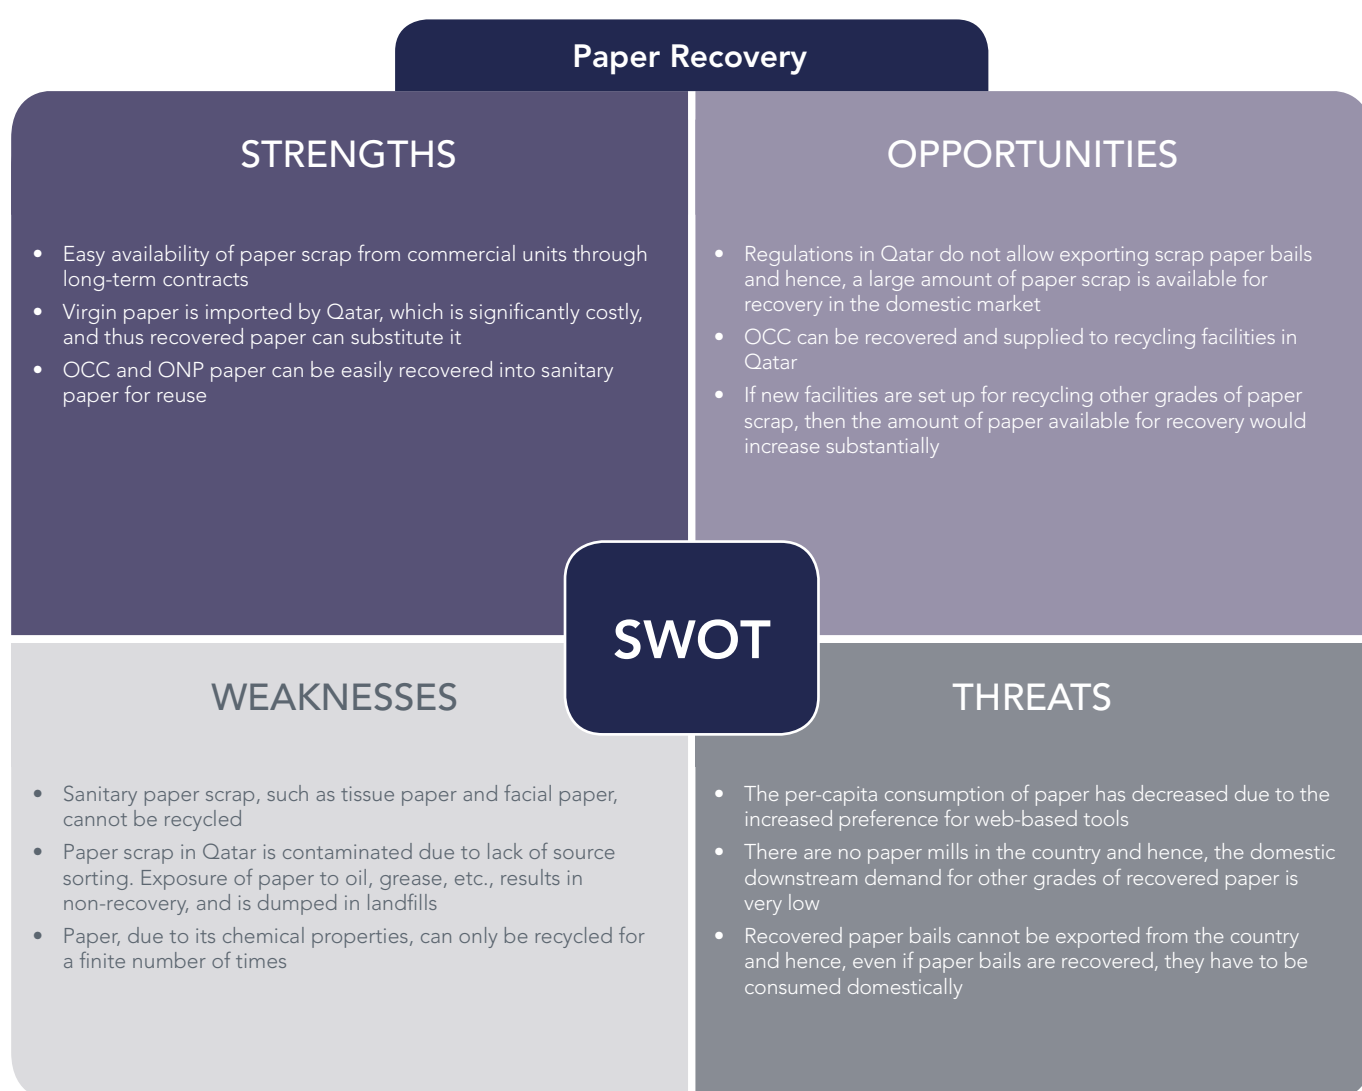 Paper Recovery
STRENGTHS
• Easy availability of paper scrap from commercial units through
long-term contracts
• Virgin paper is imported by Qatar, which is significantly costly,
and thus recovered paper can substitute it
• OCC and ONP paper can be easily recovered into sanitary
paper for reuse
OPPORTUNITIES
• Regulations in Qatar do not allow exporting scrap paper bails
and hence, a large amount of paper scrap is available for
recovery in the domestic market
• OCC can be recovered and supplied to recycling facilities in
Qatar
• If new facilities are set up for recycling other grades of paper
scrap, then the amount of paper available for recovery would
increase substantially
SWOT
WEAKNESSES
• Sanitary paper scrap, such as tissue paper and facial paper,
cannot be recycled
• Paper scrap in Qatar is contaminated due to lack of source
sorting. Exposure of paper to oil, grease, etc., results in
non-recovery, and is dumped in landfills
• Paper, due to its chemical properties, can only be recycled for
a finite number of times
THREATS
• The per-capita consumption of paper has decreased due to the
increased preference for web-based tools
• There are no paper mills in the country and hence, the domestic
downstream demand for other grades of recovered paper is
very low
• Recovered paper bails cannot be exported from the country
and hence, even if paper bails are recovered, they have to be
consumed domestically